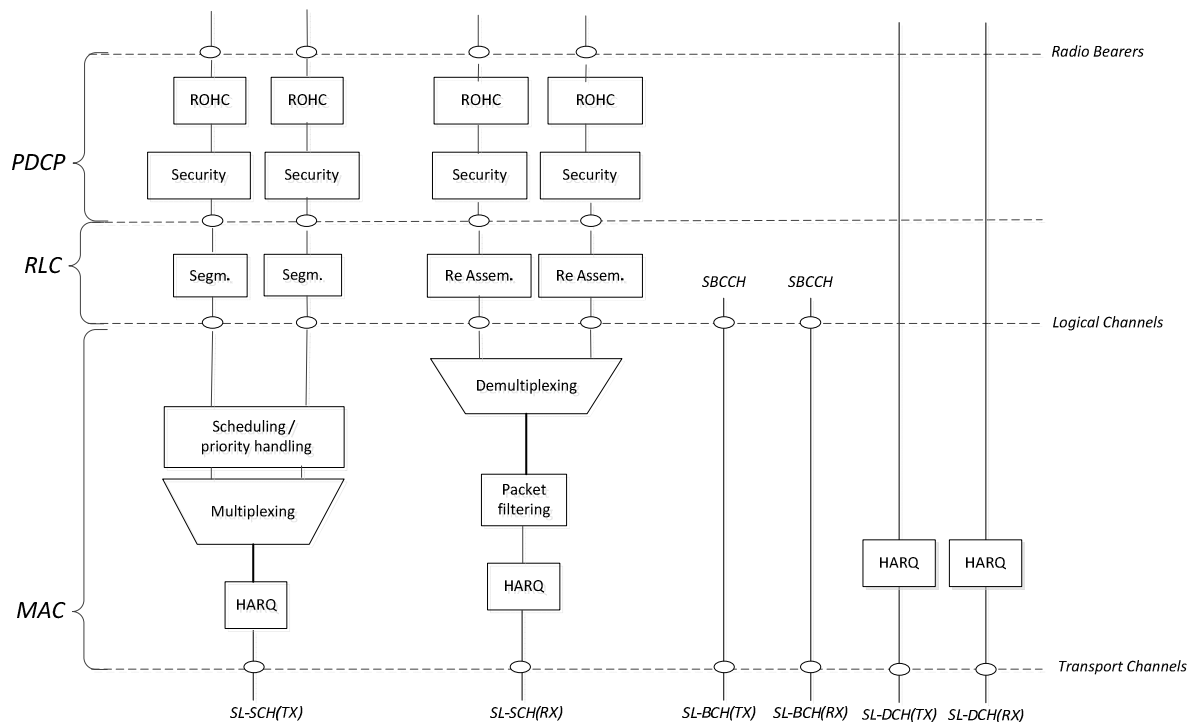 Radio Bearers
ROHC ROHC ROHC ROHC
PDCP
Security Security Security Security
RLC
Segm. Segm. Re Assem. Re Assem.
SBCCH SBCCH
Logical Channels
Demultiplexing
Scheduling /
priority handling
Packet
filtering
Multiplexing
HARQ HARQ
HARQ
MAC
HARQ
Transport Channels
SL-SCH(TX) SL-SCH(RX) SL-BCH(TX) SL-BCH(RX) SL-DCH(TX) SL-DCH(RX)